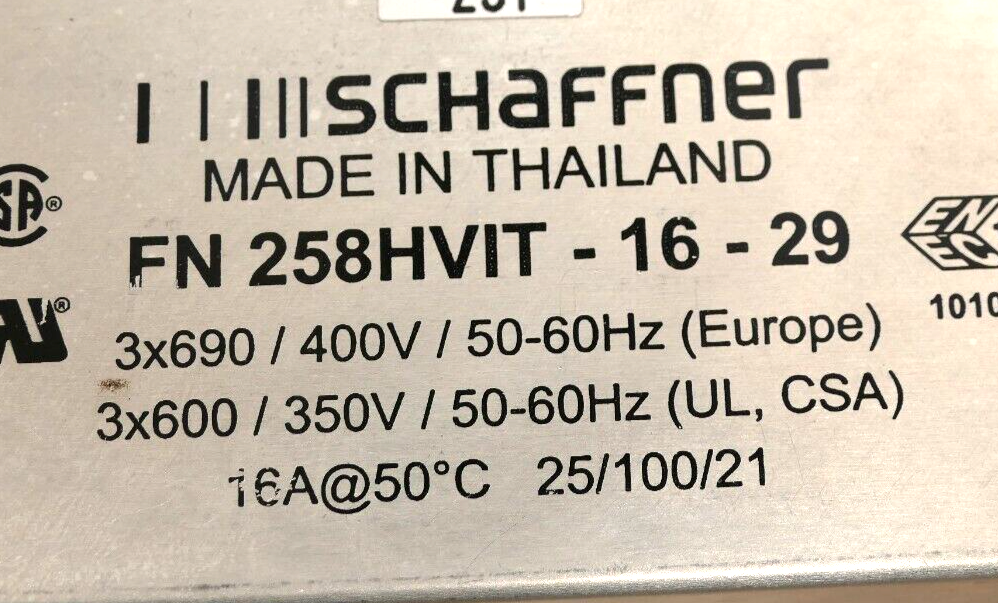 SCHAFFNER
MADE IN THAILAND
SA®
FN 258HVIT - 16 - 29
®
1010
3x690 / 400V / 50-60Hz (Europe)
3x600 / 350V / 50-60Hz (UL, CSA)
16A@50°C 25/100/21